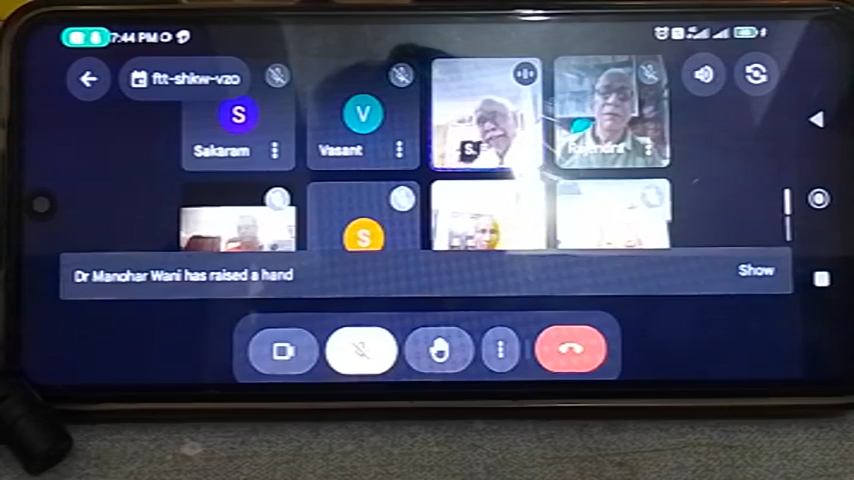 7:44 PM
ftt-shkw-vzo
S V
Sakaram Vasant S. Rajendra
S
Dr Manohar Wani has raised a hand Show